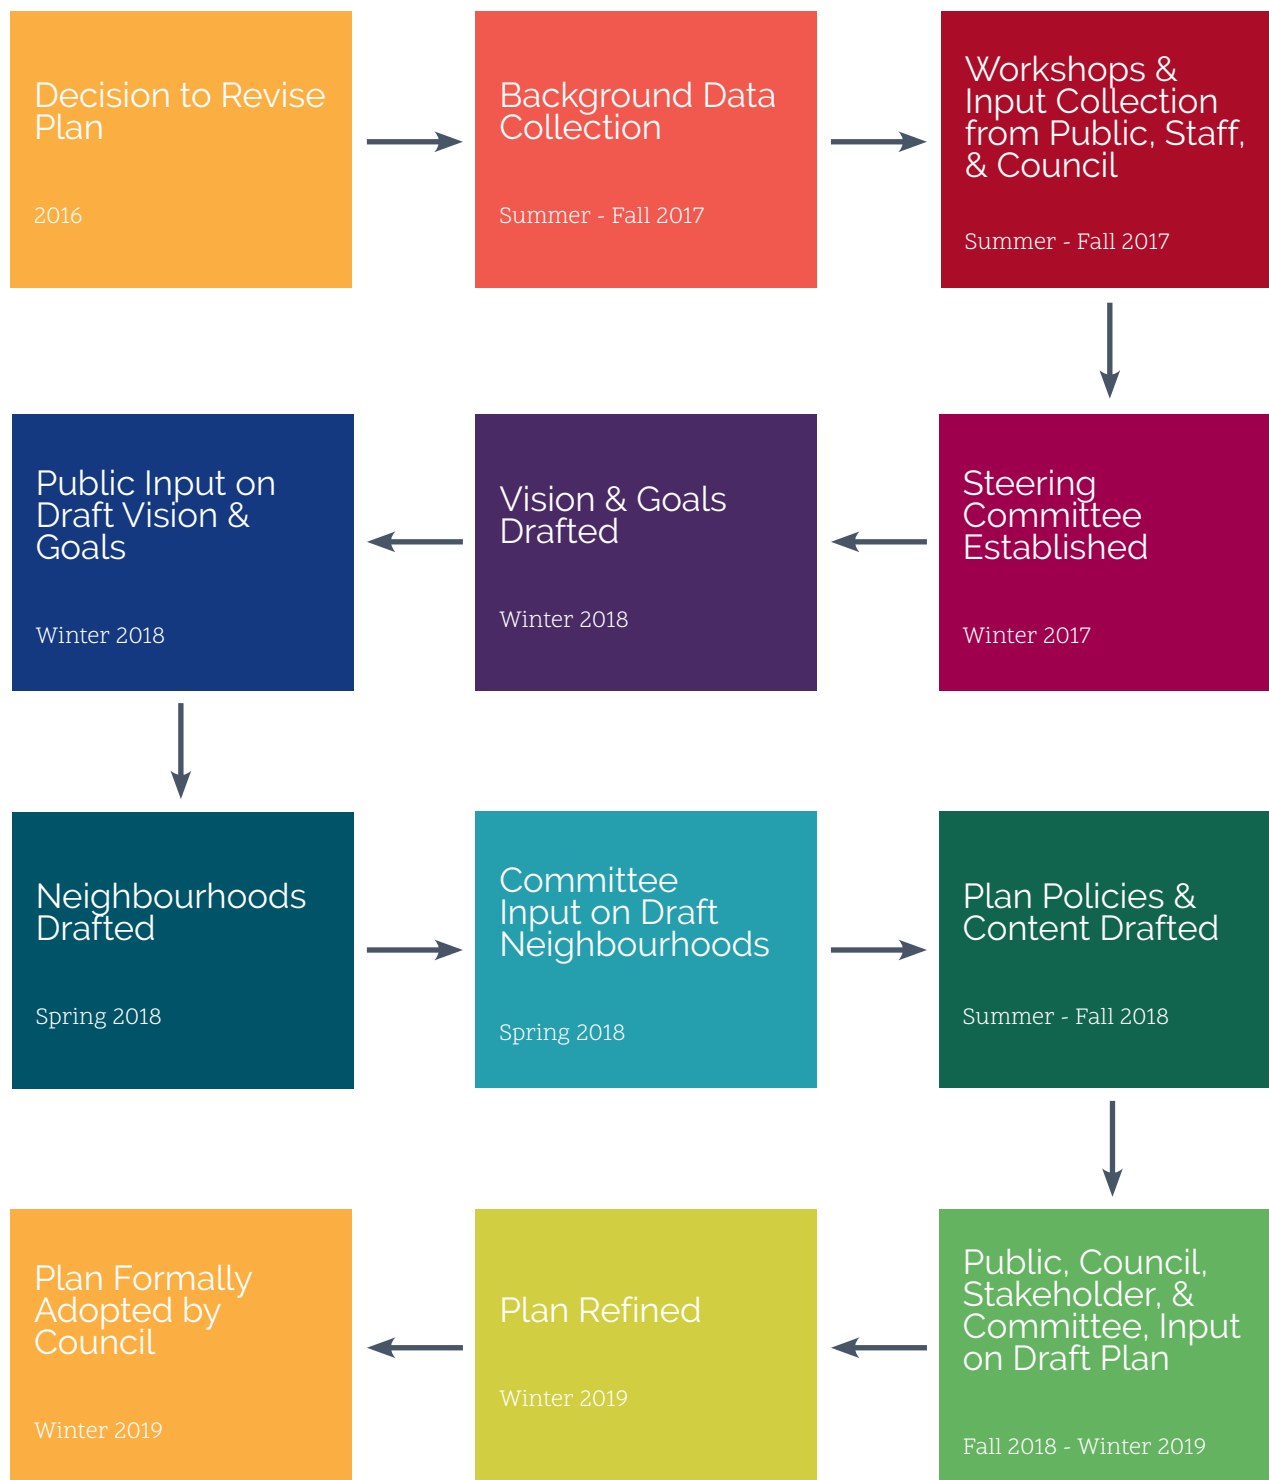 Decision to Revise
Plan
2016
Background Data
Collection
Summer - Fall 2017
Workshops &
Input Collection
from Public, Staff,
& Council
Summer - Fall 2017
Steering
Committee
Established
Winter 2017
Vision & Goals
Drafted
Winter 2018
Public Input on
Draft Vision &
Goals
Winter 2018
Neighbourhoods
Drafted
Spring 2018
Committee
Input on Draft
Neighbourhoods
Spring 2018
Plan Policies &
Content Drafted
Summer - Fall 2018
Public, Council,
Stakeholder, &
Committee, Input
on Draft Plan
Fall 2018 - Winter 2019
Plan Refined
Winter 2019
Plan Formally
Adopted by
Council
Winter 2019